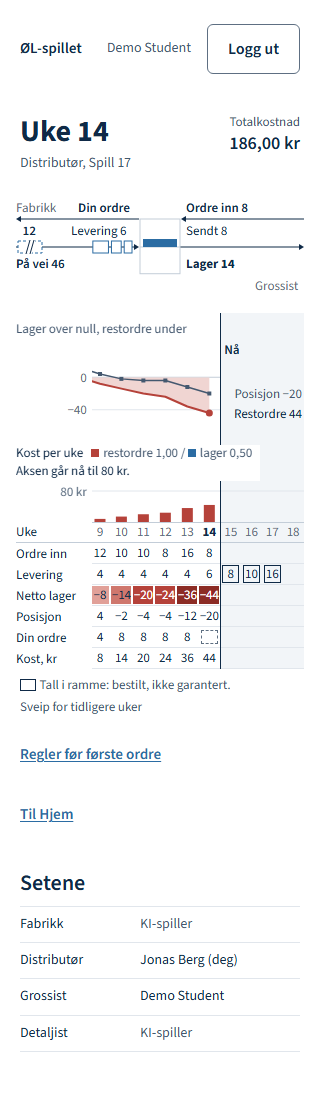 ØL-spillet Demo Student Logg ut
Uke 14 Totalkostnad
186,00 kr
Distributør, Spill 17
Fabrikk Din ordre Ordre inn 8
12 Levering 6 Sendt 8
På vei 46 Lager 14
Grossist
Lager over null, restordre under
Nå
0
Posisjon −20
−40 Restordre 44
Kost per uke restordre 1,00 / lager 0,50
Aksen går nå til 80 kr.
80 kr
Uke 9 10 11 12 13 14 15 16 17 18
Ordre inn 12 10 10 8 16 8
Levering 4 4 4 4 4 6 8 10 16
Netto lager −8 −14 −20 −24 −36 −44
Posisjon 4 −2 −4 −4 −12 −20
Din ordre 4 8 8 8 8
Kost, kr 8 14 20 24 36 44
Tall i ramme: bestilt, ikke garantert.
Sveip for tidligere uker
Regler før første ordre
Til Hjem
Setene
Fabrikk KI-spiller
Distributør Jonas Berg (deg)
Grossist Demo Student
Detaljist KI-spiller